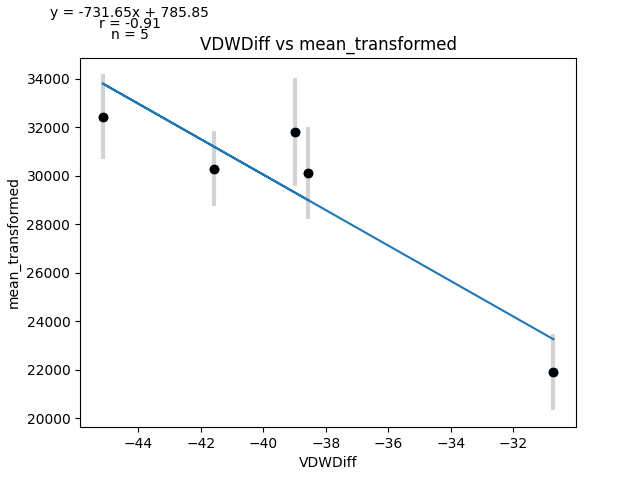 y = -731.65x + 785.85
r = -0.91
n = 5
VDWDiff vs mean_transformed
34000
32000
30000
28000
26000
24000
22000
20000
mean_transformed
−44
−42
−40
−38
−36
−34
−32
VDWDiff